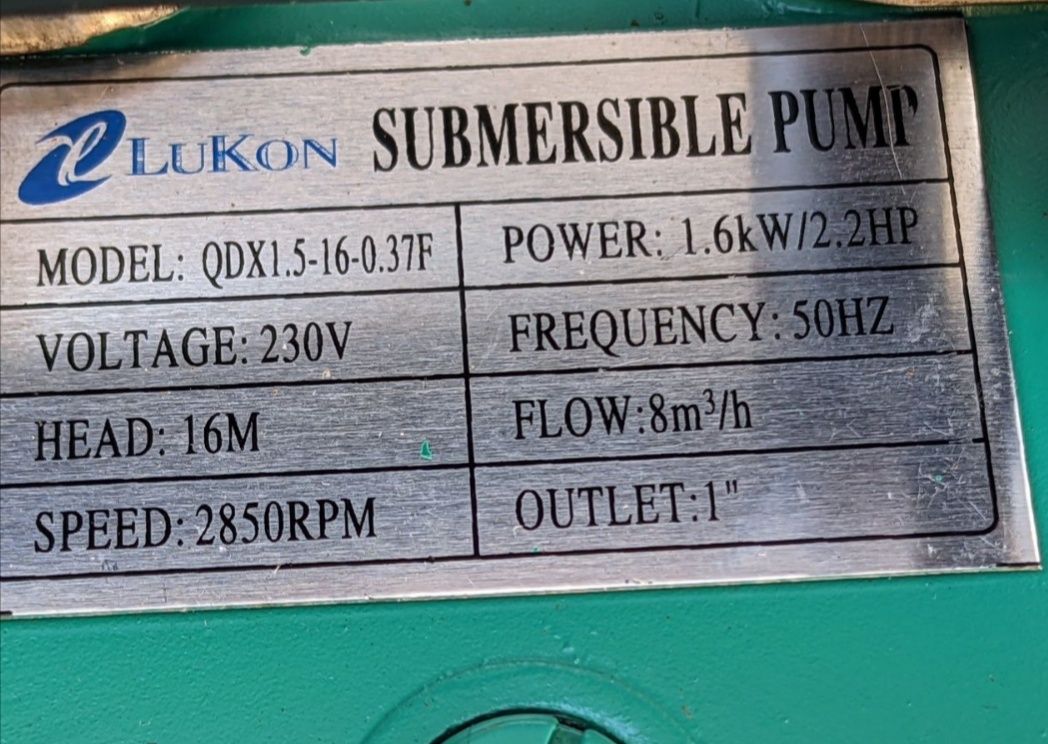 LUKON SUBMERSIBLE PUMP
MODEL: QDX1.5-16-0.37F POWER: 1.6kW/2.2HP
VOLTAGE: 230V FREQUENCY: 50HZ
HEAD: 16M FLOW:8m³/h
SPEED: 2850RPM OUTLET:1"